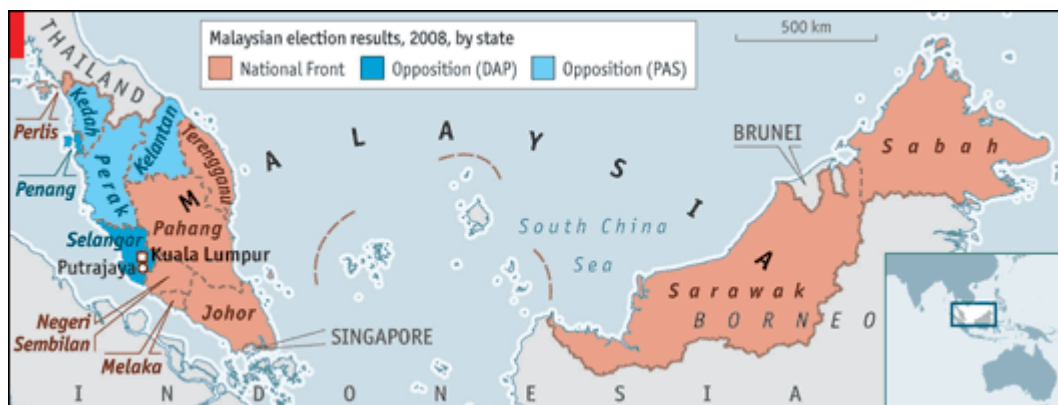 Malaysian election results, 2008, by state
National Front
Opposition (DAP)
Opposition (PAS)
500 km
THAILAND
Perlis
Kedah
Kelantan
Terengganu
Penang
Perak
MALAYSIA
BRUNEI
Sabah
Pahang
Selangor
Kuala Lumpur
Putrajaya
South China
Sea
Sarawak
BORNEO
Negeri
Sembilan
Johor
Melaka
SINGAPORE
INDONESIA